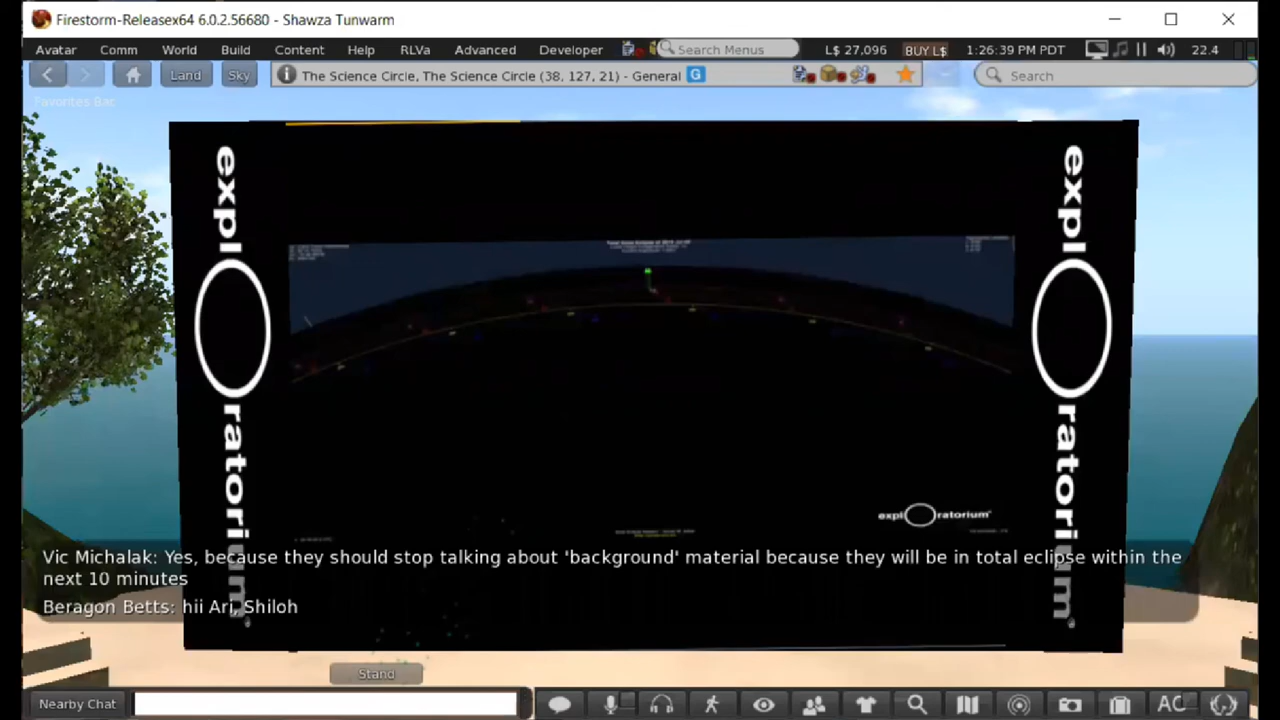 Firestorm-Releasex64 6.0.2.56680 - Shawza Tunwarm
Avatar Comm World Build Content Help RLVa Advanced Developer Search Menus L$ 27,096 BUY L$ 1:26:39 PM PDT 22.4
Land Sky The Science Circle, The Science Circle (38, 127, 21) - General G Search
Favorites Bar
exploratorium
exploratorium
exploratorium
Vic Michalak: Yes, because they should stop talking about 'background' material because they will be in total eclipse within the
next 10 minutes
Beragon Betts: hii Ari, Shiloh
Stand
Nearby Chat AC